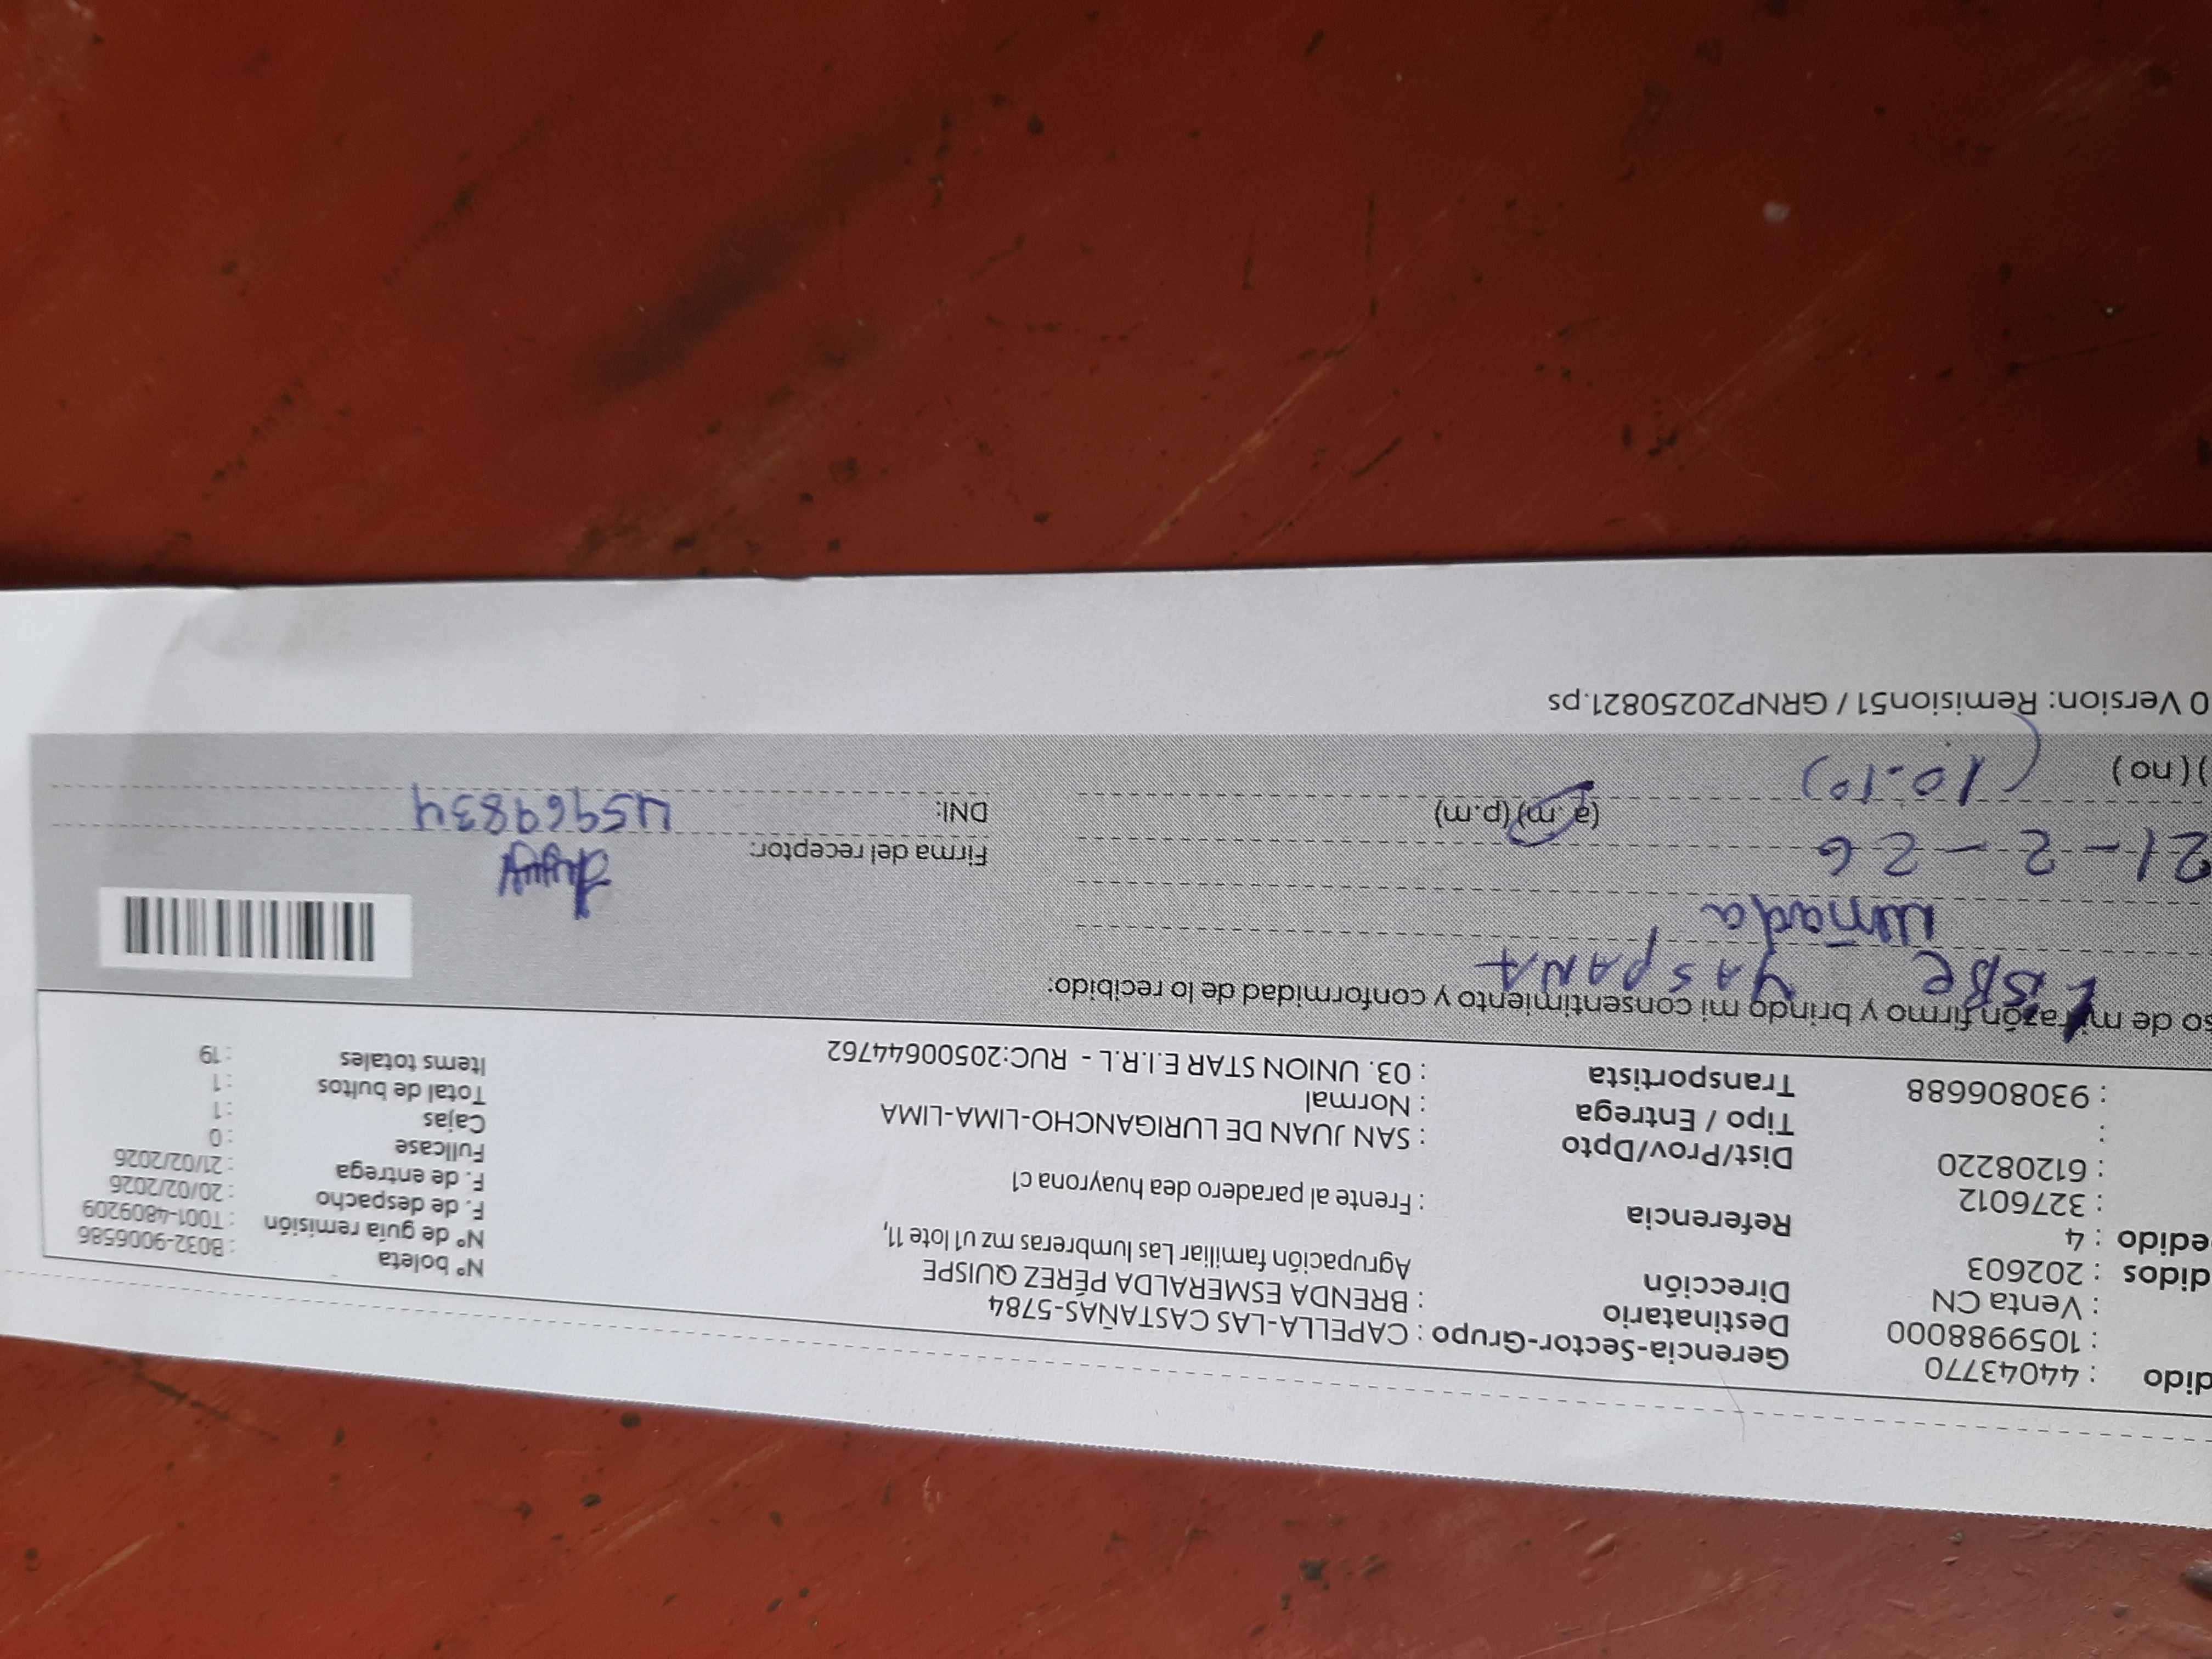 dido : 44043770 Gerencia-Sector-Grupo : CAPELLA-LAS CASTAÑAS-5784 N° boleta : B032-9006586
: 1059988000 Destinatario : BRENDA ESMERALDA PÉREZ QUISPE N° de guía remisión : T001-4809209
: Venta CN Dirección Agrupación familiar Las lumbreras mz u1 lote 11, F. de despacho : 20/02/2026
didos : 202603 F. de entrega : 21/02/2026
edido : 4 Referencia : Frente al paradero dea huayrona c1 Fullcase : 0
: 3276012 Cajas : 1
: 61208220 Dist/Prov/Dpto : SAN JUAN DE LURIGANCHO-LIMA-LIMA Total de bultos : 1
: Tipo / Entrega : Normal Items totales : 19
: 930806688 Transportista : 03. UNION STAR E.I.R.L - RUC:20500644762
so de mi razón firmo y brindo mi consentimiento y conformidad de lo recibido:
YASPANA
uñada
21-2-26 Firma del receptor:
(a.m) (p.m) DNI: 45969834
) (no) (10.10)
0 Version: Remision51 / GRNP20250821.ps